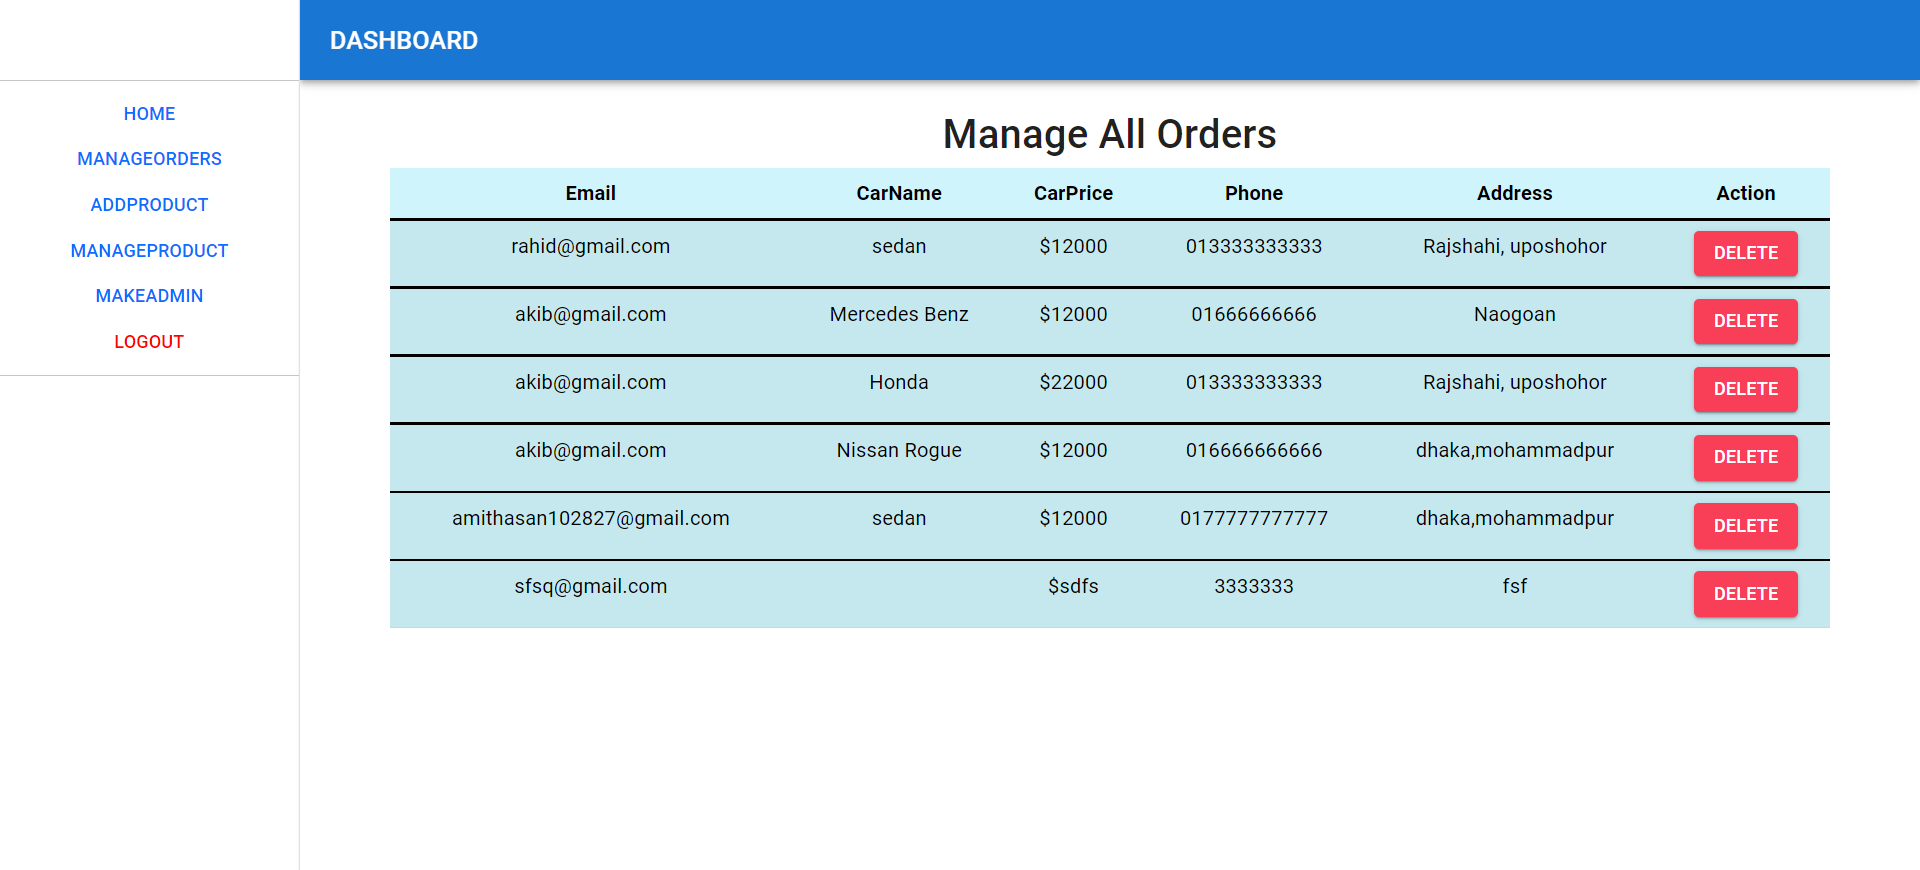 DASHBOARD
HOME
MANAGEORDERS
ADDPRODUCT
MANAGEPRODUCT
MAKEADMIN
LOGOUT
Manage All Orders
Email CarName CarPrice Phone Address Action
rahid@gmail.com sedan $12000 013333333333 Rajshahi, uposhohor DELETE
akib@gmail.com Mercedes Benz $12000 01666666666 Naogoan DELETE
akib@gmail.com Honda $22000 013333333333 Rajshahi, uposhohor DELETE
akib@gmail.com Nissan Rogue $12000 016666666666 dhaka,mohammadpur DELETE
amithasan102827@gmail.com sedan $12000 0177777777777 dhaka,mohammadpur DELETE
sfsq@gmail.com $sdfs 3333333 fsf DELETE